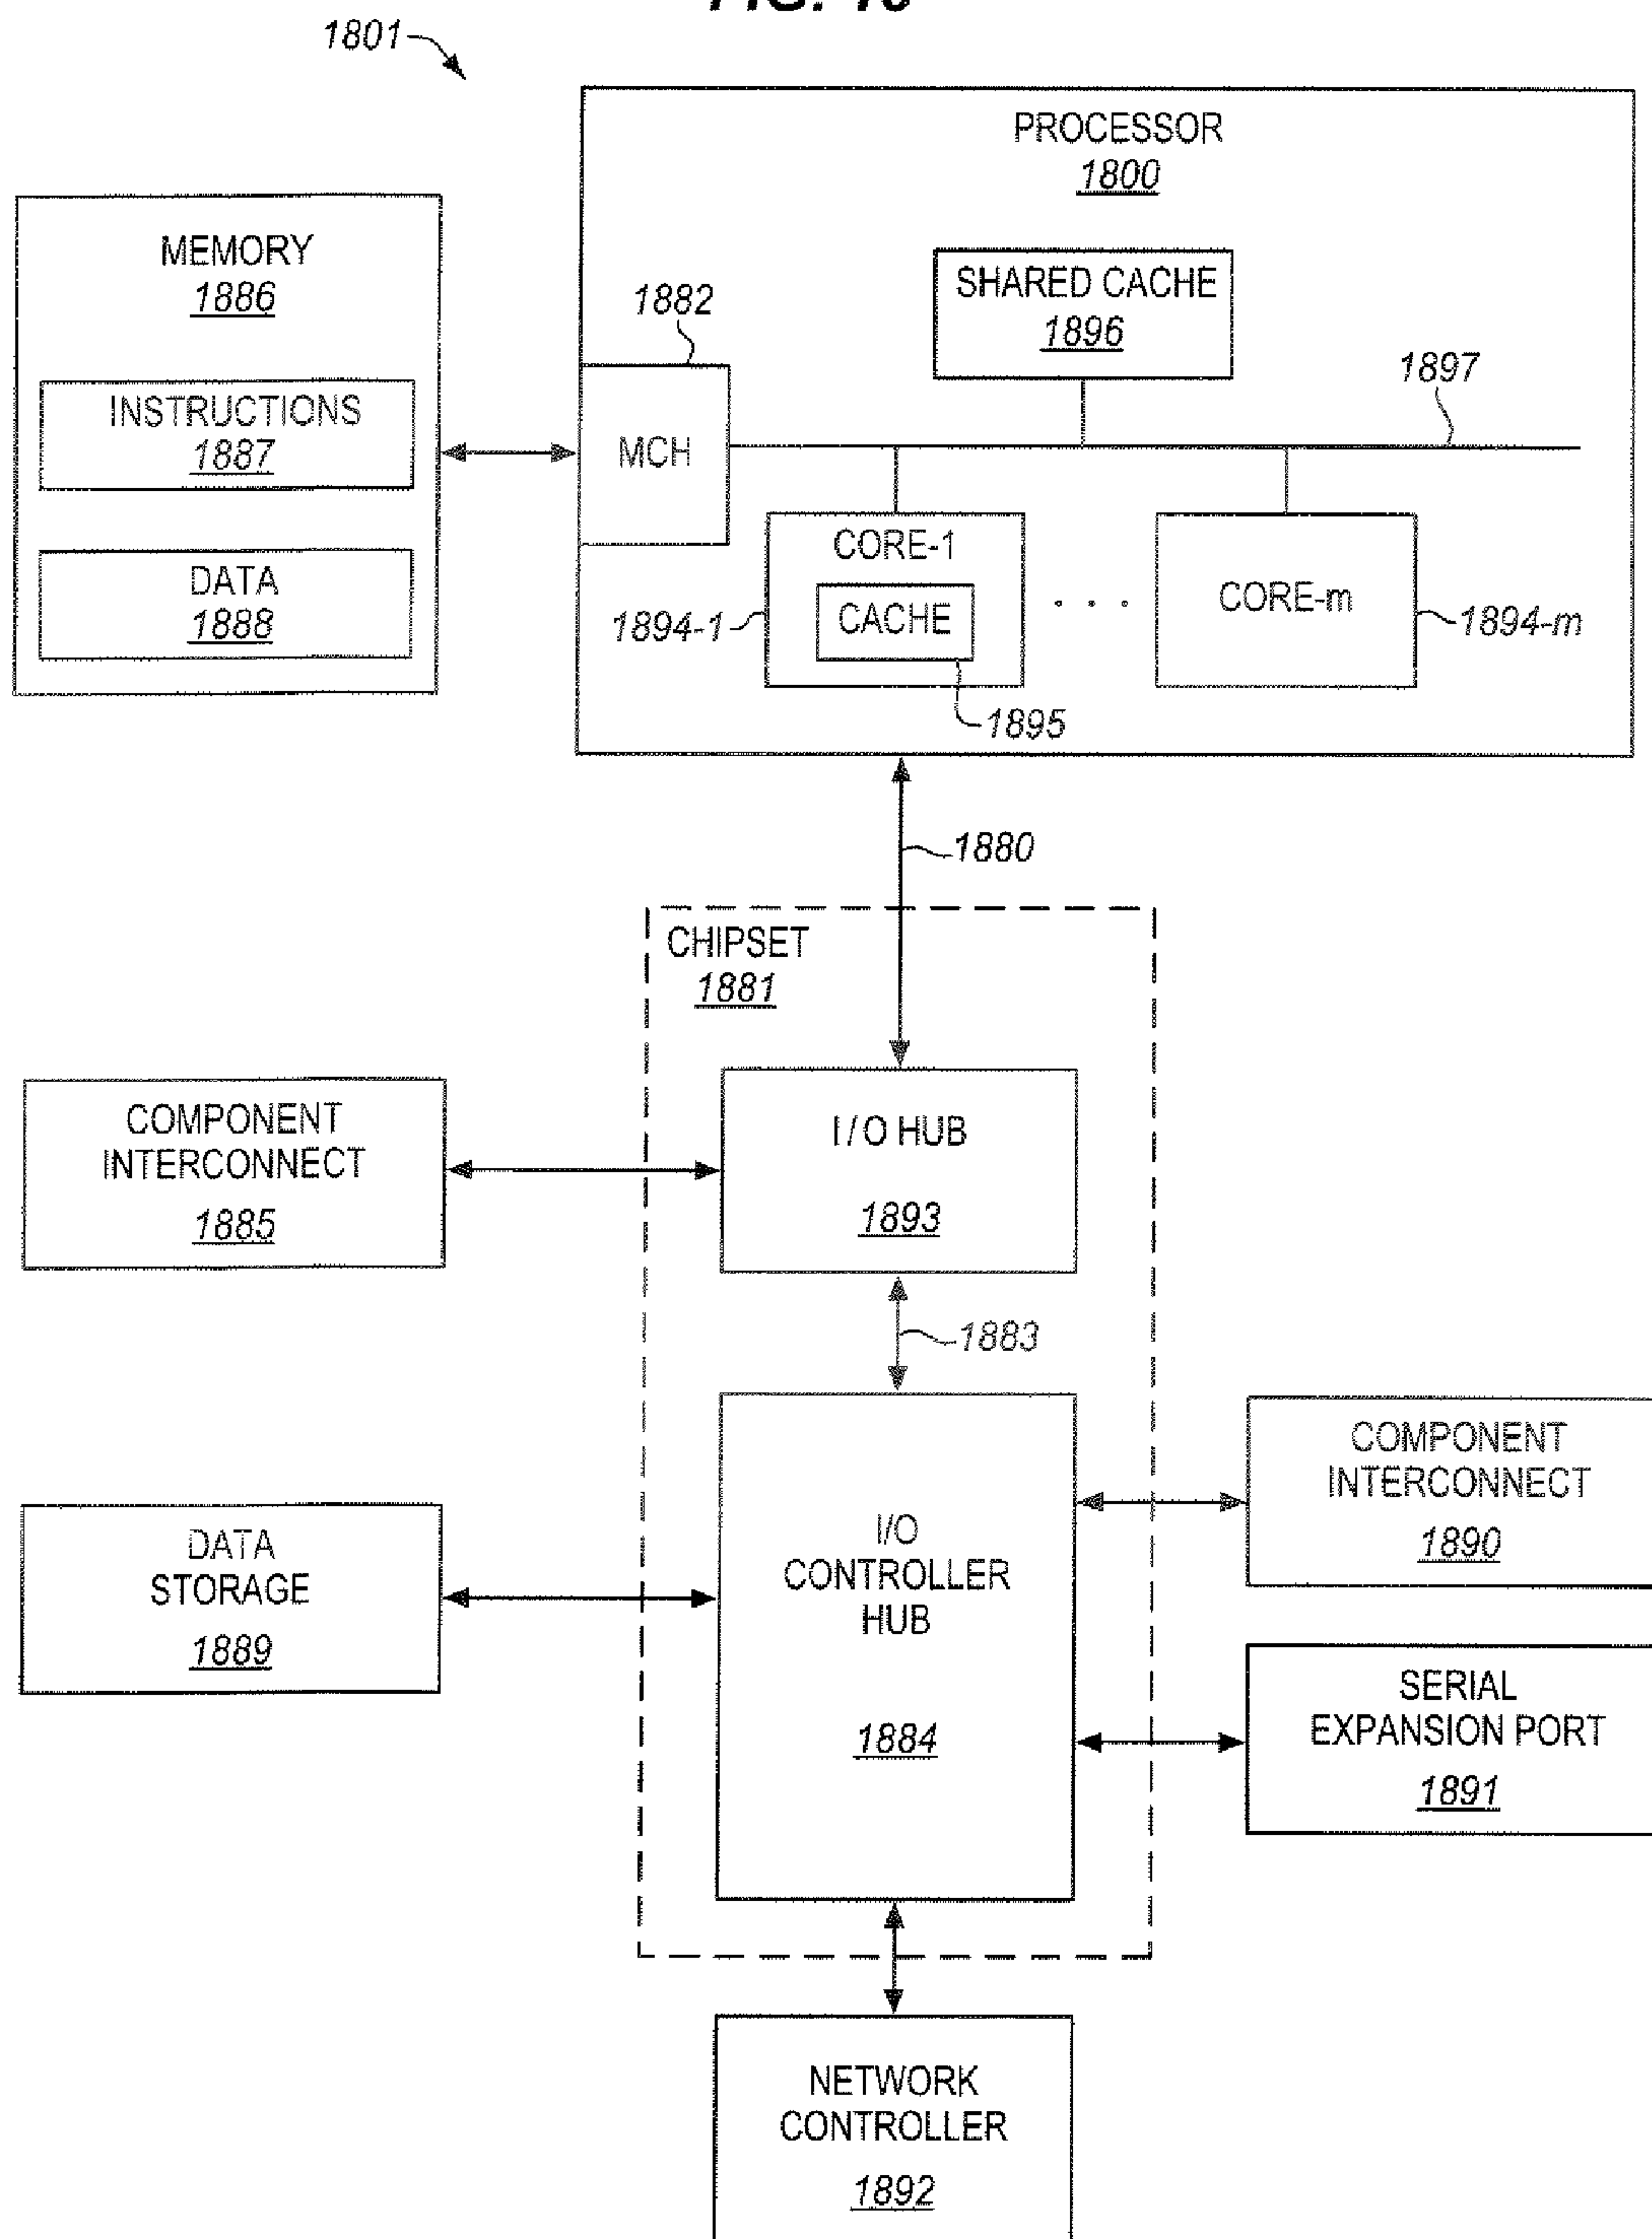 FIG. 18
1801
PROCESSOR
1800
MEMORY
1886
SHARED CACHE
1896
1882
1897
INSTRUCTIONS
1887
MCH
DATA
1888
CORE-1
CACHE
1894-1
. . .
CORE-m
1894-m
1895
1880
CHIPSET
1881
COMPONENT
INTERCONNECT
1885
I/O HUB
1893
1883
COMPONENT
INTERCONNECT
1890
DATA
STORAGE
1889
I/O
CONTROLLER
HUB
1884
SERIAL
EXPANSION PORT
1891
NETWORK
CONTROLLER
1892